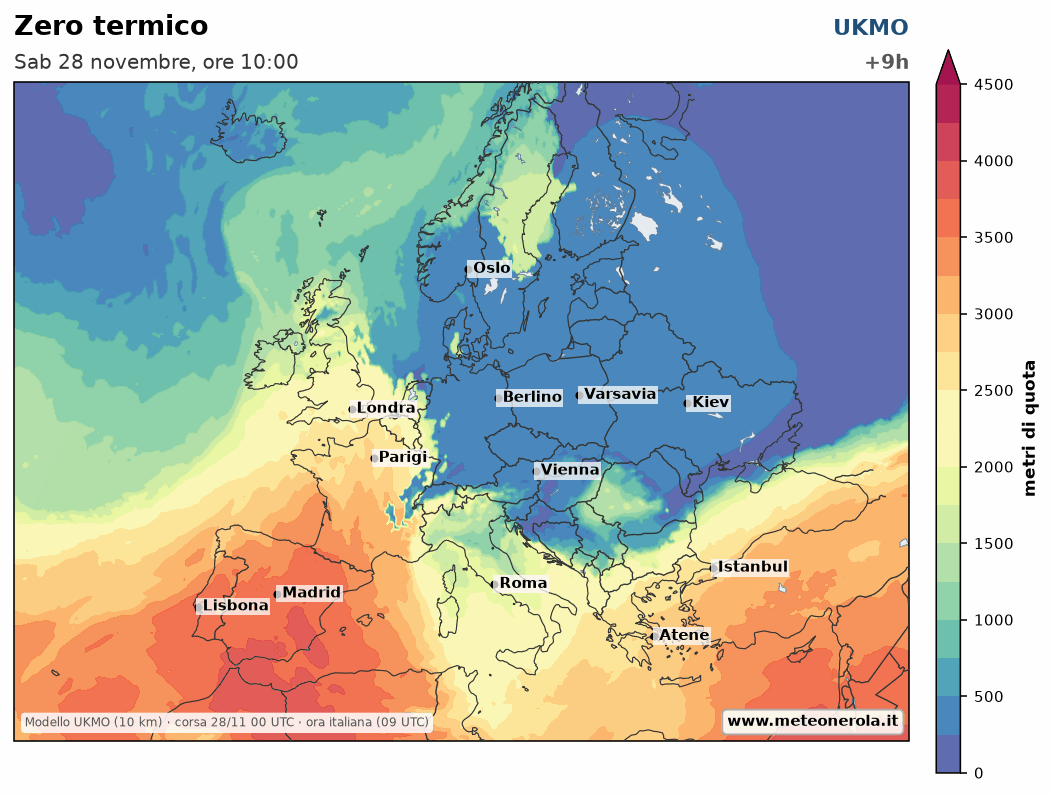 Zero termico
UKMO
Sab 28 novembre, ore 10:00
+9h
4500
4000
3500
3000
2500
2000
1500
1000
500
0
metri di quota
Oslo
Berlino
Varsavia
Kiev
Londra
Parigi
Vienna
Istanbul
Roma
Madrid
Lisbona
Atene
Modello UKMO (10 km) · corsa 28/11 00 UTC · ora italiana (09 UTC)
www.meteonerola.it